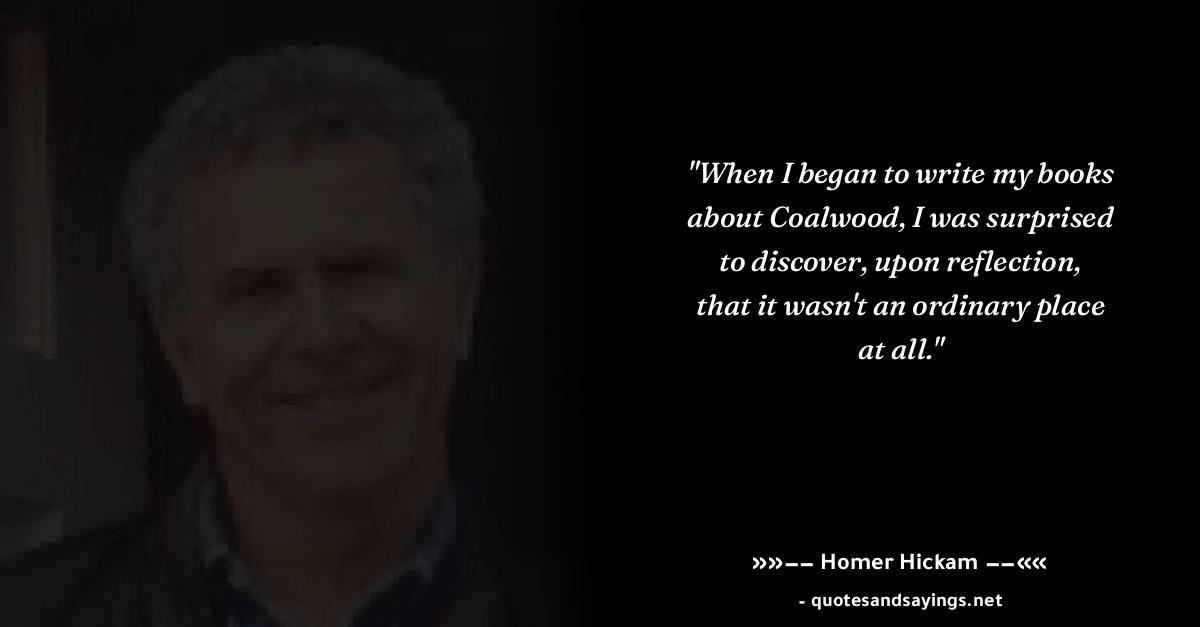 "When I began to write my books
about Coalwood, I was surprised
to discover, upon reflection,
that it wasn't an ordinary place
at all."
»»−− Homer Hickam −−««
- quotesandsayings.net